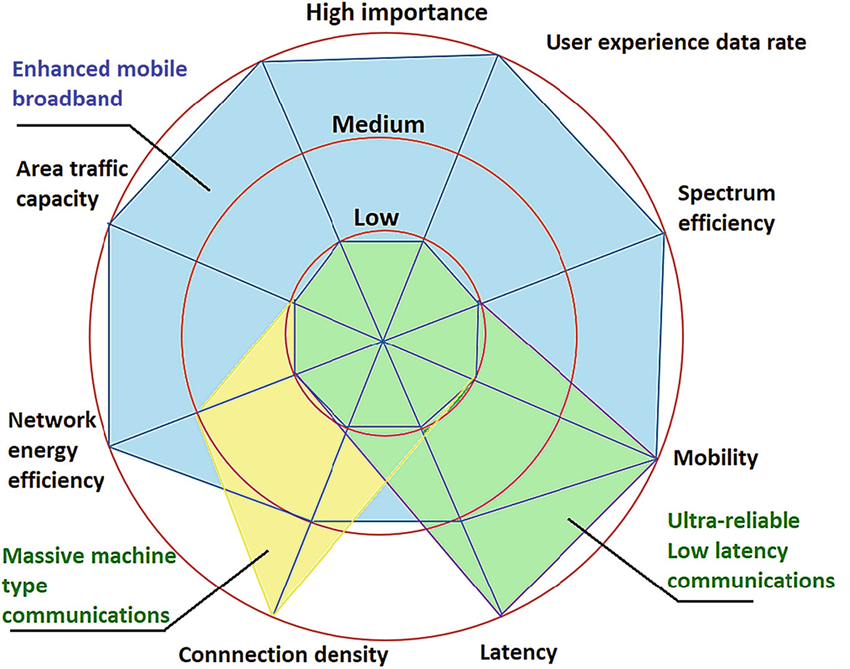 High importance
User experience data rate
Enhanced mobile
broadband
Medium
Area traffic
capacity
Spectrum
efficiency
Low
Network
energy
efficiency
Mobility
Ultra-reliable
Low latency
communications
Massive machine
type
communications
Connnection density
Latency